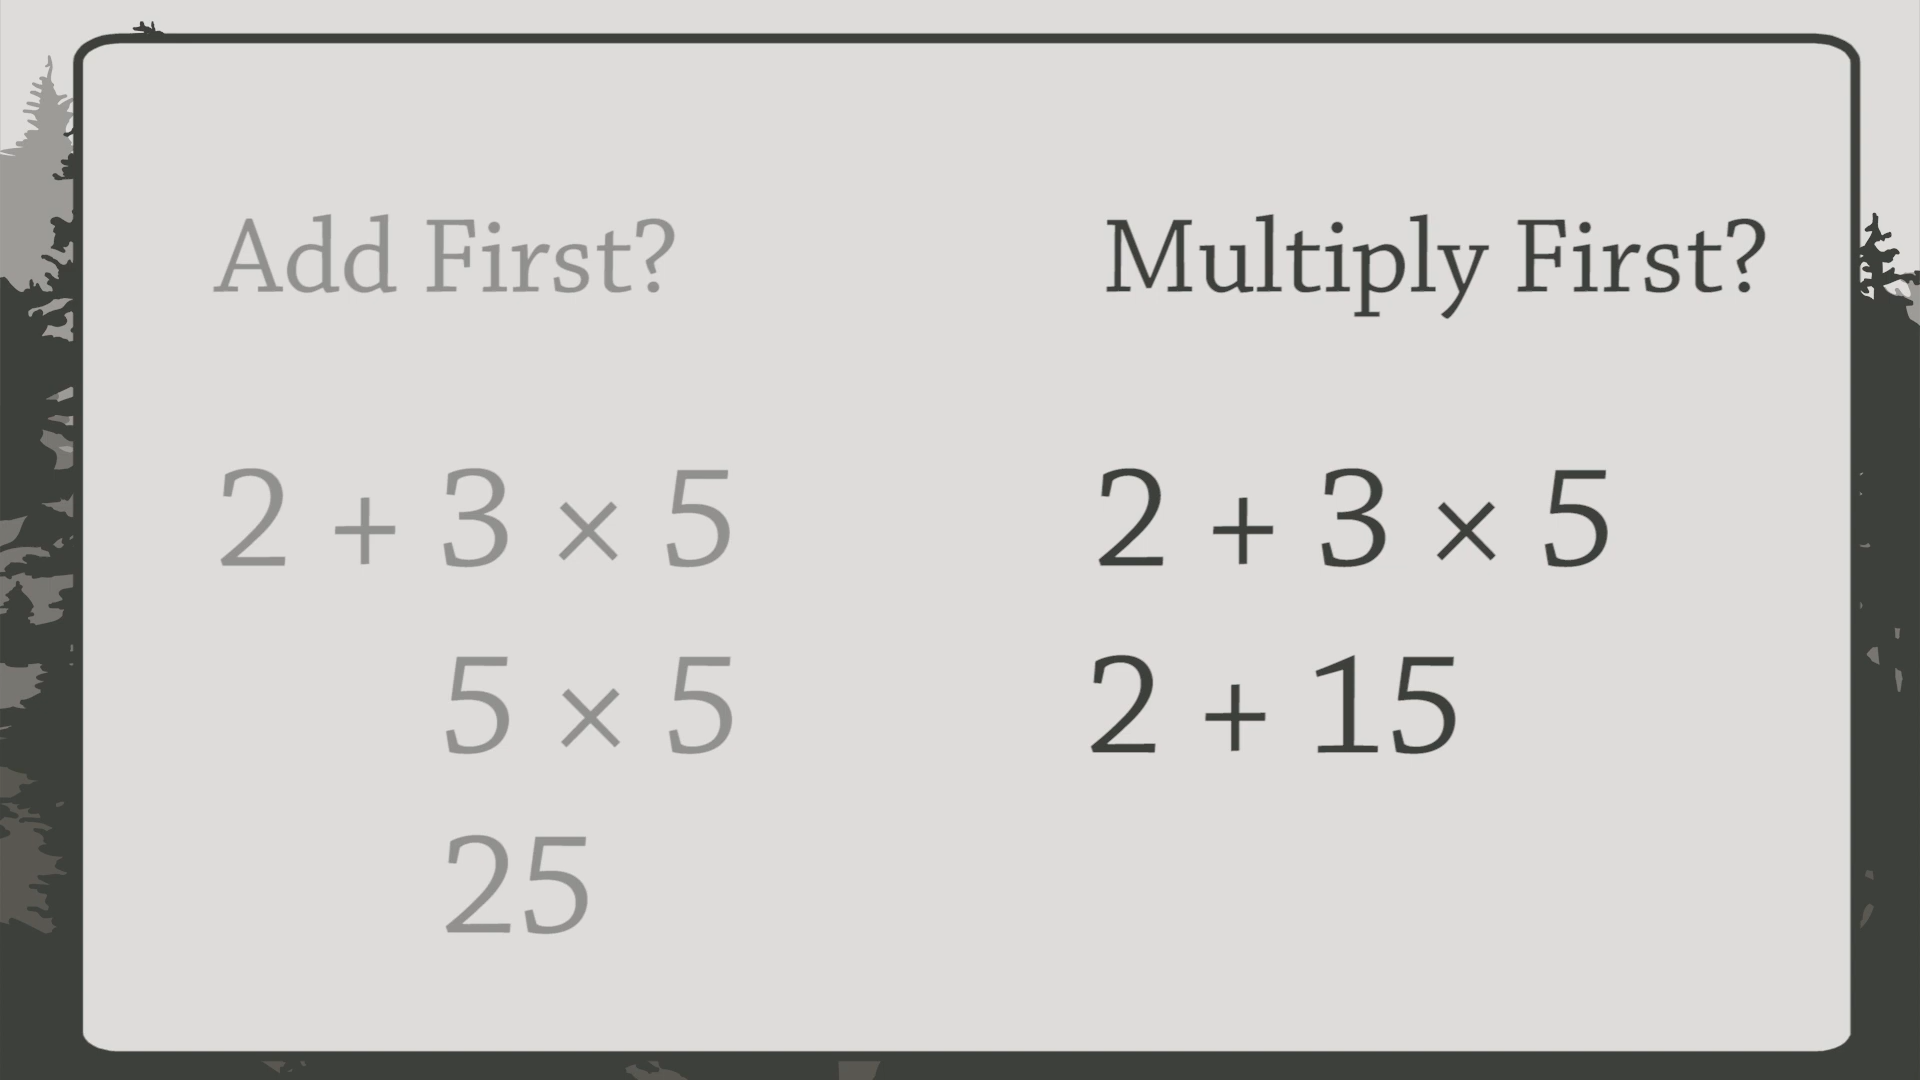 Add First?
2 + 3 × 5
5 × 5
25
Multiply First?
2 + 3 × 5
2 + 15